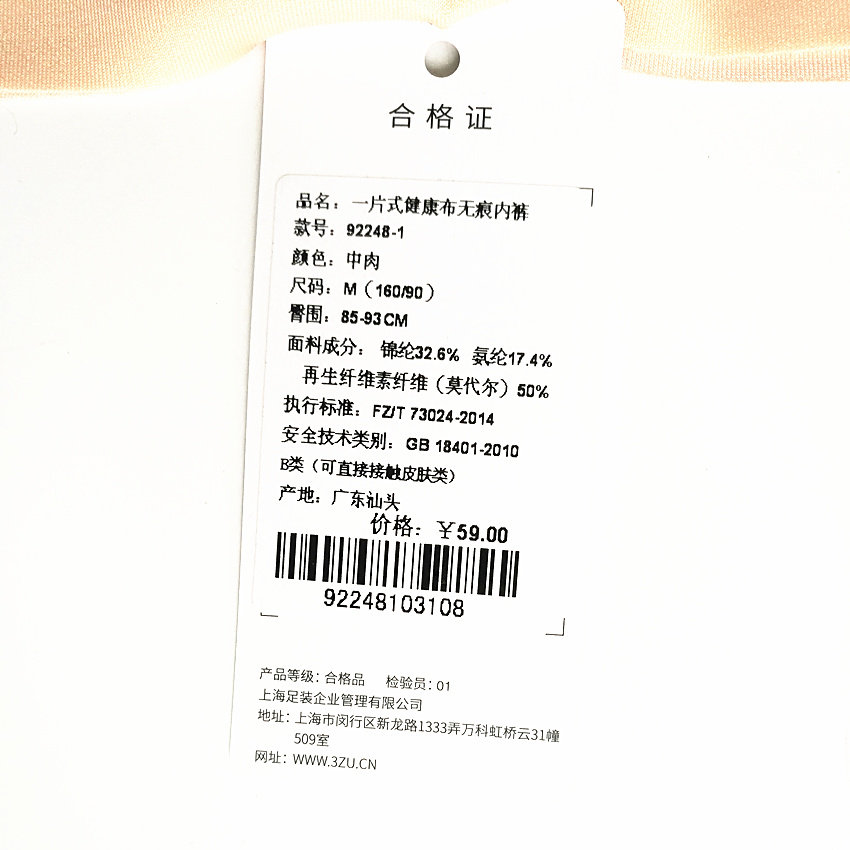 合格证
品名：一片式健康布无痕内裤
款号：92248-1
颜色：中肉
尺码：M（160/90）
臀围：85-93CM
面料成分： 锦纶32.6% 氨纶17.4%
再生纤维素纤维（莫代尔）50%
执行标准：FZ/T 73024-2014
安全技术类别：GB 18401-2010
B类（可直接接触皮肤类）
产地：广东汕头
价格：￥59.00
92248103108
产品等级：合格品 检验员：01
上海足装企业管理有限公司
地址：上海市闵行区新龙路1333弄万科虹桥云31幢
509室
网址：WWW.3ZU.CN